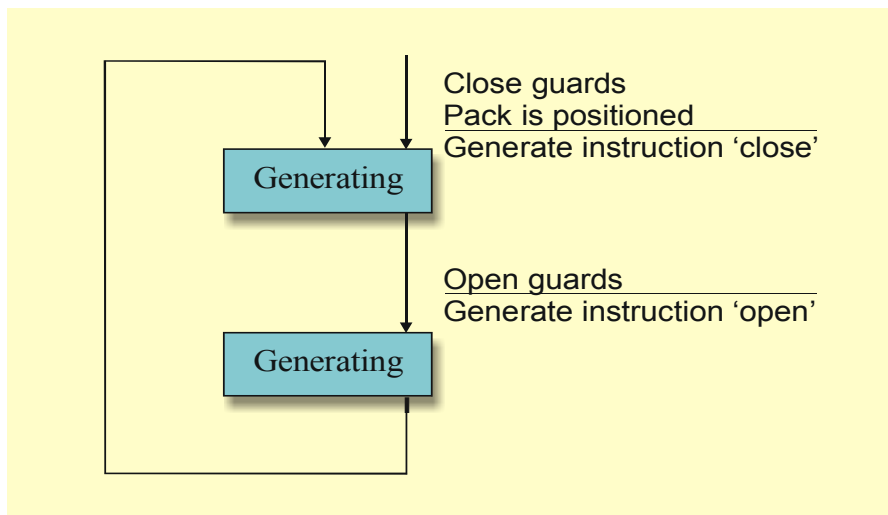 Close guards
Pack is positioned
Generate instruction ‘close’
Generating
Open guards
Generate instruction ‘open’
Generating